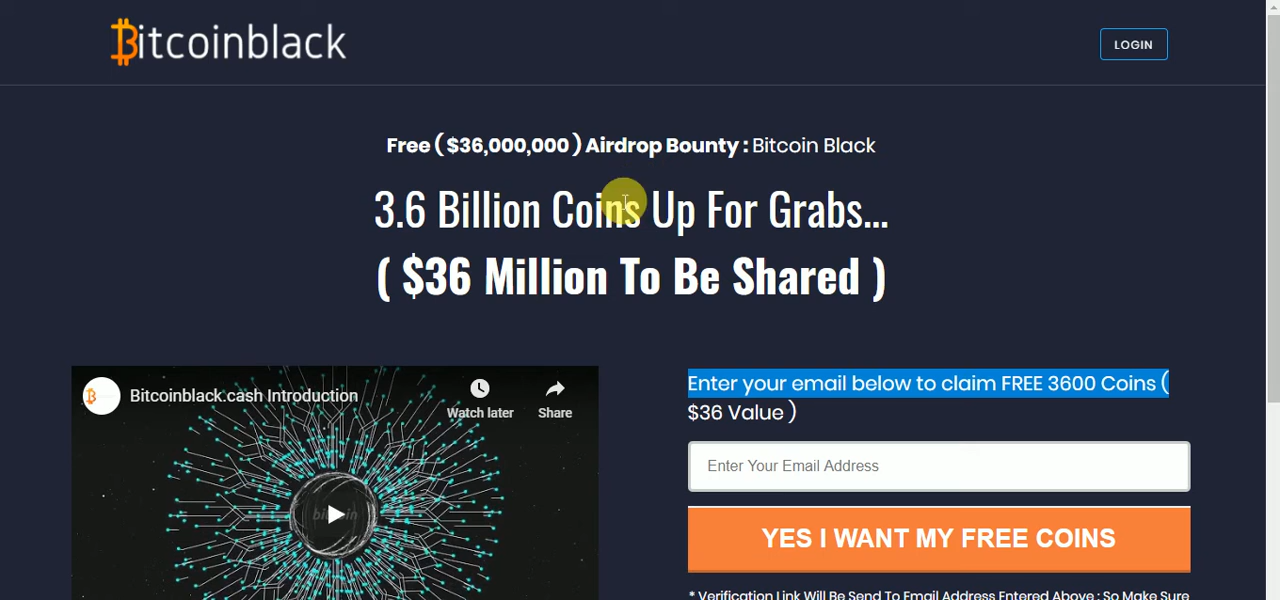 Bitcoinblack
LOGIN
Free ( $36,000,000 ) Airdrop Bounty : Bitcoin Black
3.6 Billion Coins Up For Grabs...
( $36 Million To Be Shared )
Bitcoinblack.cash Introduction
Watch later
Share
Enter your email below to claim FREE 3600 Coins (
$36 Value )
Enter Your Email Address
YES I WANT MY FREE COINS
* Verification Link Will Be Send To Email Address Entered Above : So Make Sure